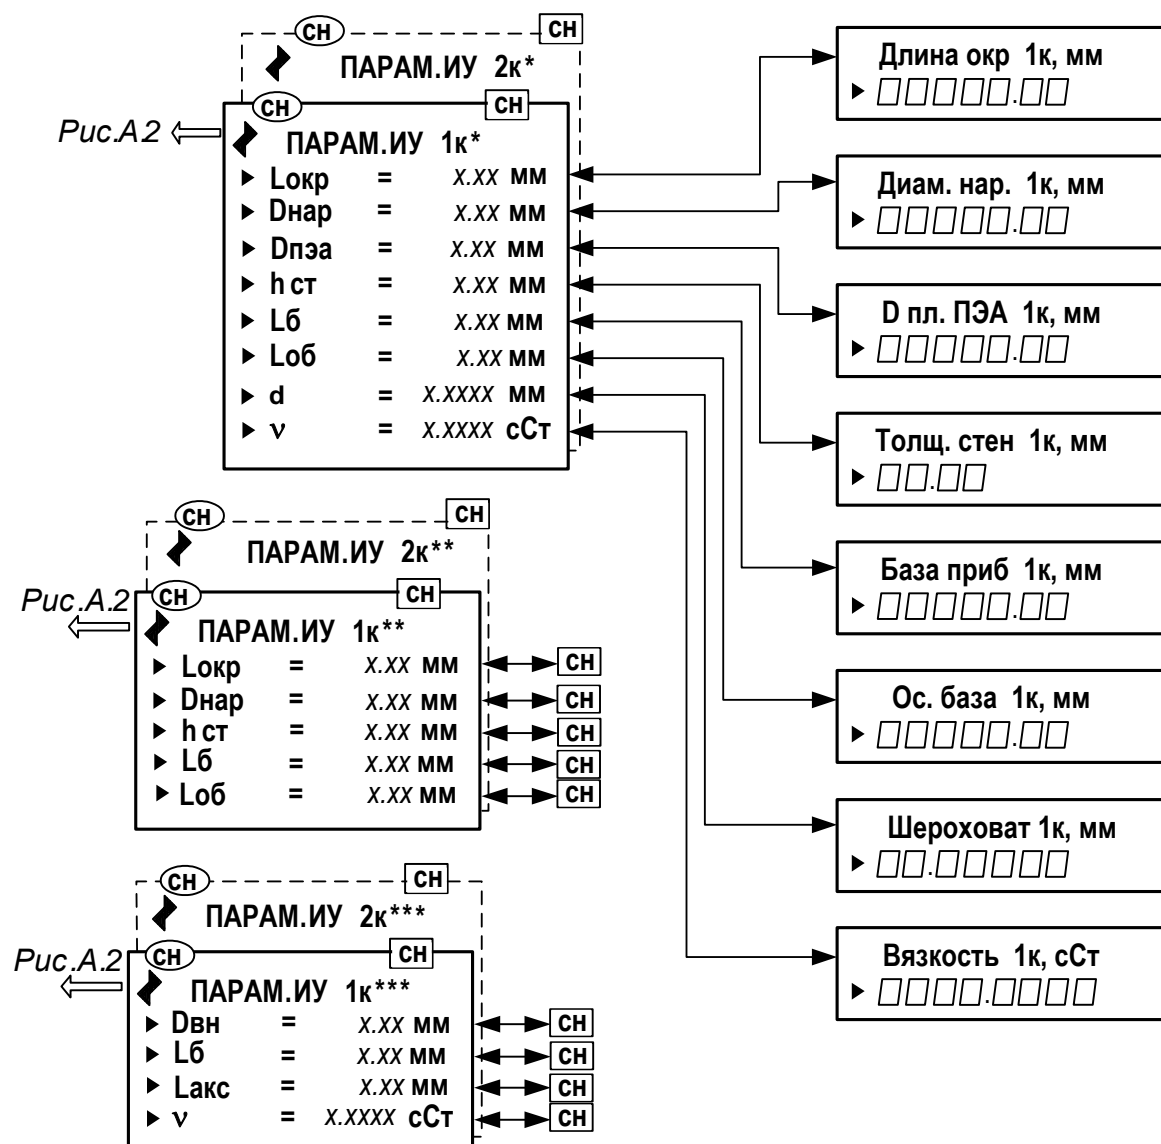 СН СН
ПАРАМ.ИУ 2к*
СН СН
Рис.А.2
ПАРАМ.ИУ 1к*
Lокр = x.xx мм
Dнар = x.xx мм
Dпэа = x.xx мм
h ст = x.xx мм
Lб = x.xx мм
Lоб = x.xx мм
d = x.xxxx мм
ν = x.xxxx сСт
Длина окр 1к, мм
Диам. нар. 1к, мм
D пл. ПЭА 1к, мм
Толщ. стен 1к, мм
База приб 1к, мм
Ос. база 1к, мм
Шероховат 1к, мм
Вязкость 1к, сСт
СН СН
ПАРАМ.ИУ 2к**
СН СН
Рис.А.2
ПАРАМ.ИУ 1к**
Lокр = x.xx мм СН
Dнар = x.xx мм СН
h ст = x.xx мм СН
Lб = x.xx мм СН
Lоб = x.xx мм СН
СН СН
ПАРАМ.ИУ 2к***
СН СН
Рис.А.2
ПАРАМ.ИУ 1к***
Dвн = x.xx мм СН
Lб = x.xx мм СН
Lакс = x.xx мм СН
ν = x.xxxx сСт СН